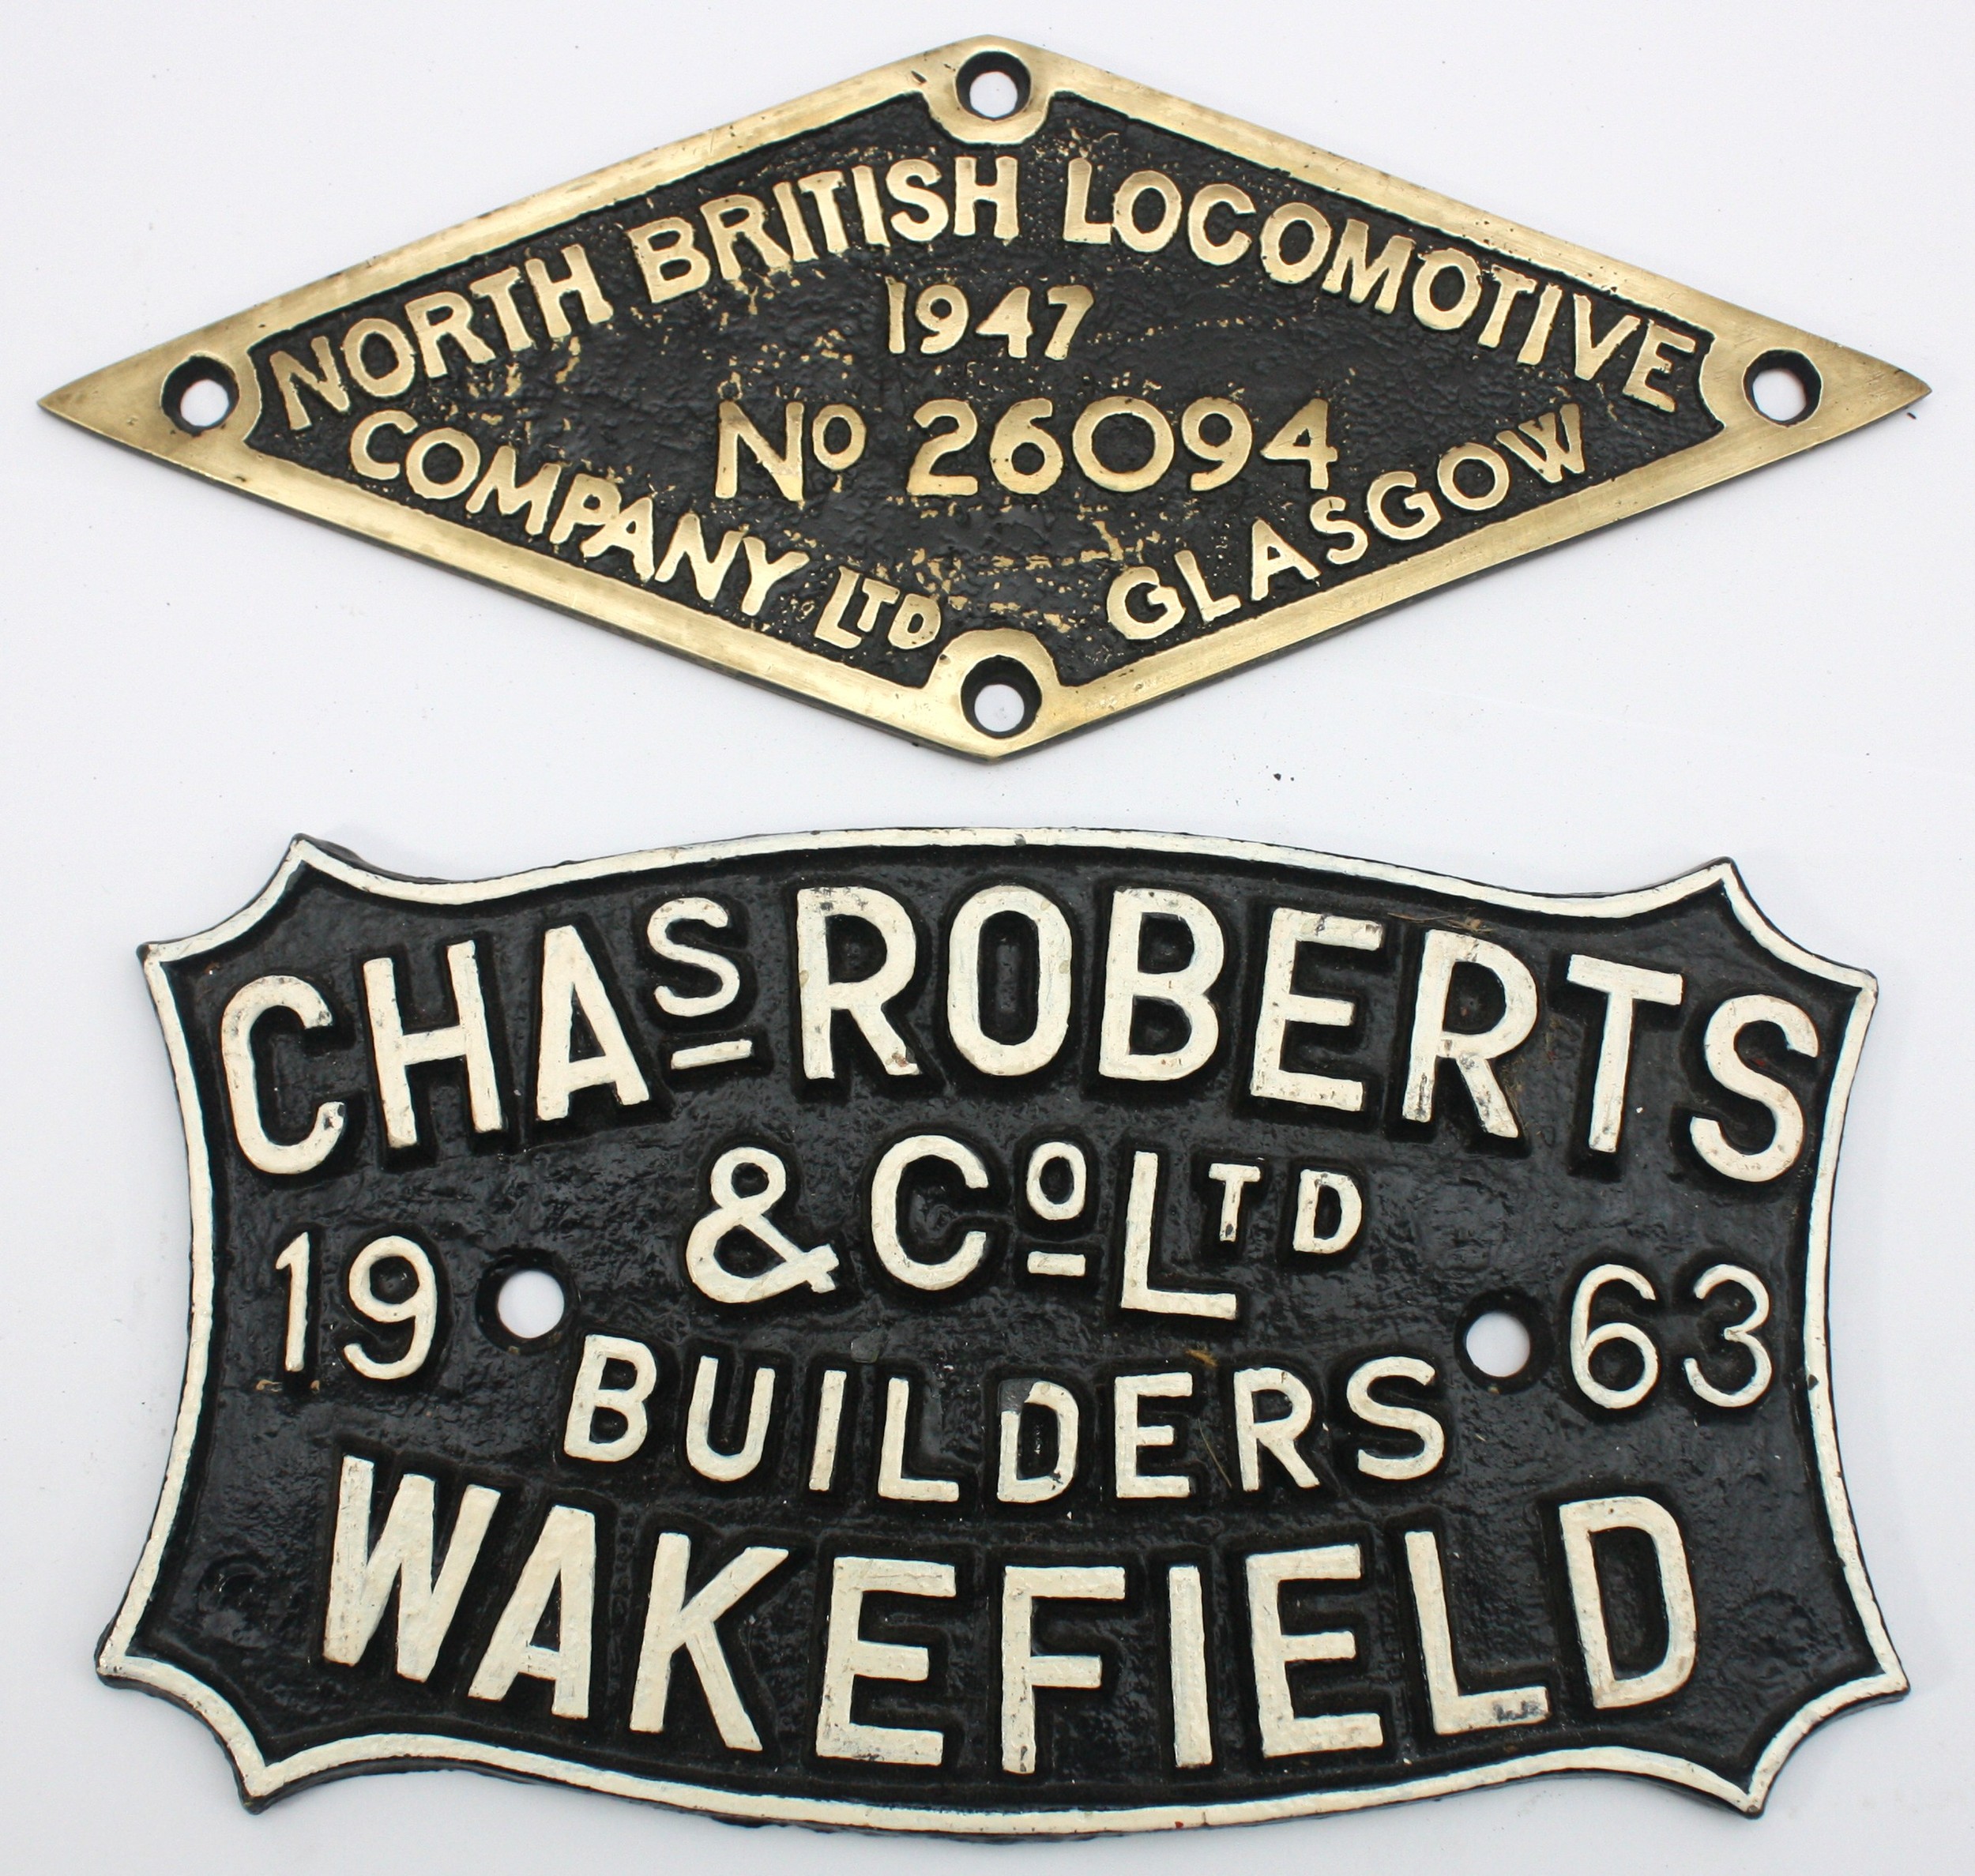 NORTH BRITISH LOCOMOTIVE
1947
No 26094
COMPANY LTD GLASGOW
CHAS ROBERTS
& CO LTD
19 63
BUILDERS
WAKEFIELD